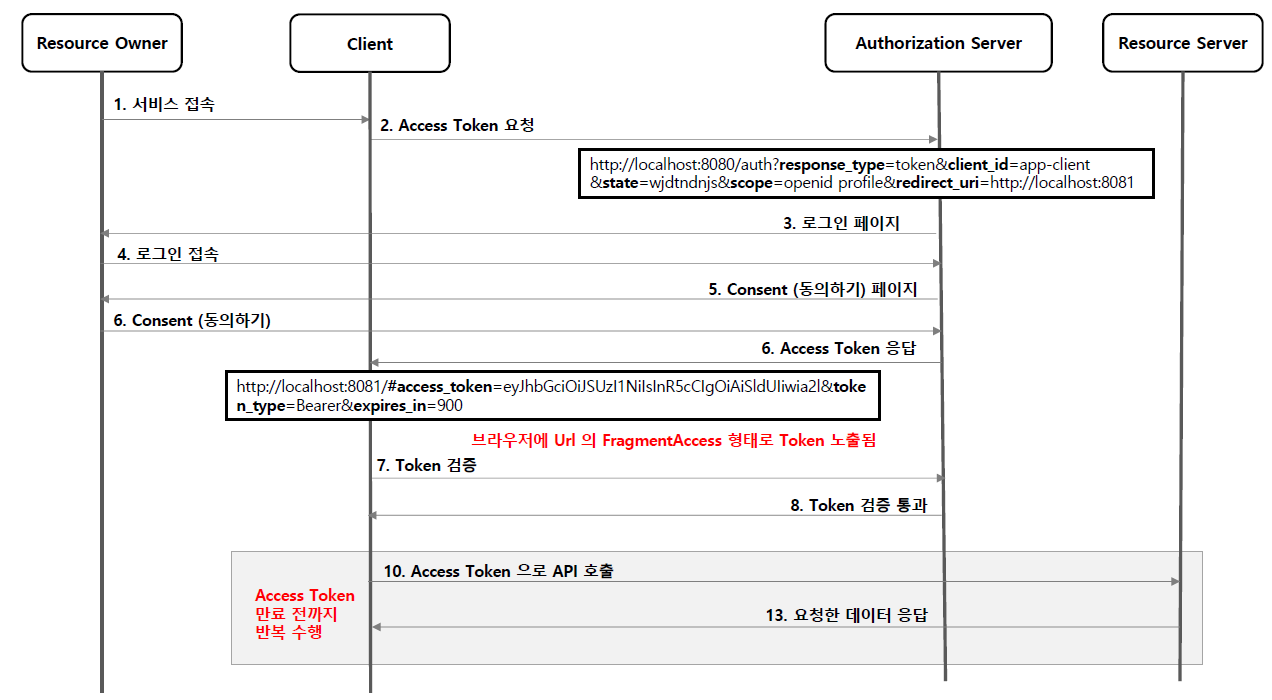 Resource Owner
Client
Authorization Server
Resource Server
1. 서비스 접속
2. Access Token 요청
http://localhost:8080/auth?response_type=token&client_id=app-client
&state=wjdtndnjs&scope=openid profile&redirect_uri=http://localhost:8081
3. 로그인 페이지
4. 로그인 접속
5. Consent (동의하기) 페이지
6. Consent (동의하기)
6. Access Token 응답
http://localhost:8081/#access_token=eyJhbGciOiJSUzI1NiIsInR5cCIgOiAiSldUIiwia2l&toke
n_type=Bearer&expires_in=900
브라우저에 Url 의 FragmentAccess 형태로 Token 노출됨
7. Token 검증
8. Token 검증 통과
10. Access Token 으로 API 호출
Access Token
만료 전까지
반복 수행
13. 요청한 데이터 응답